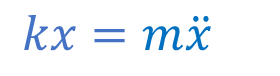 kx = mẍ